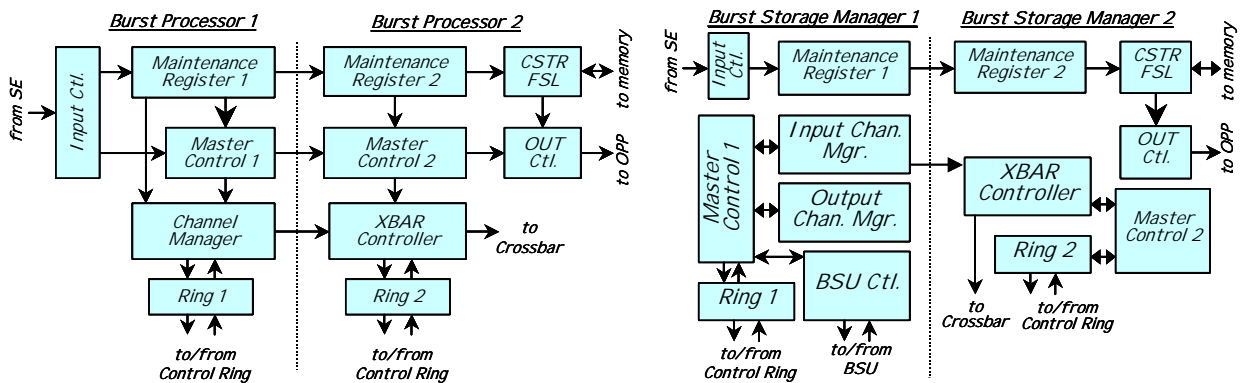 Burst Processor 1
Burst Processor 2
from SE
Input Ctl.
Maintenance
Register 1
Maintenance
Register 2
CSTR
FSL
to memory
Master
Control 1
Master
Control 2
OUT
Ctl.
to OPP
Channel
Manager
XBAR
Controller
to
Crossbar
Ring 1
Ring 2
to/from
Control Ring
to/from
Control Ring
Burst Storage Manager 1
Burst Storage Manager 2
from SE
Input
Ctl.
Maintenance
Register 1
Maintenance
Register 2
CSTR
FSL
to memory
Master
Control 1
Input Chan.
Mgr.
OUT
Ctl.
to OPP
Output
Chan. Mgr.
XBAR
Controller
Master
Control 2
Ring 2
BSU Ctl.
Ring 1
to
Crossbar
to/from
Control Ring
to/from
Control Ring
to/from
BSU